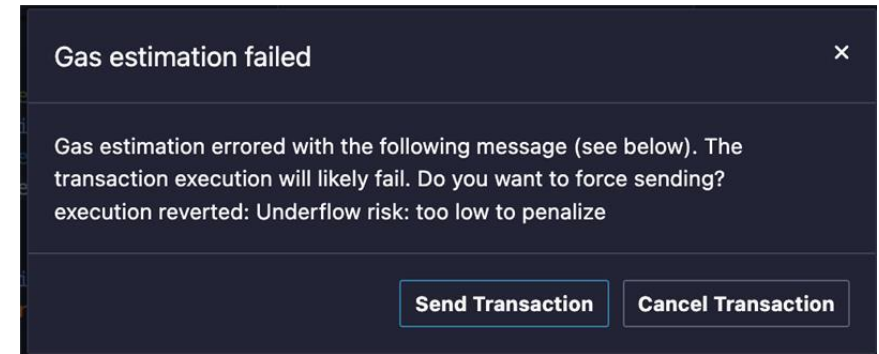 Gas estimation failed
Gas estimation errored with the following message (see below). The
transaction execution will likely fail. Do you want to force sending?
execution reverted: Underflow risk: too low to penalize
Send Transaction
Cancel Transaction